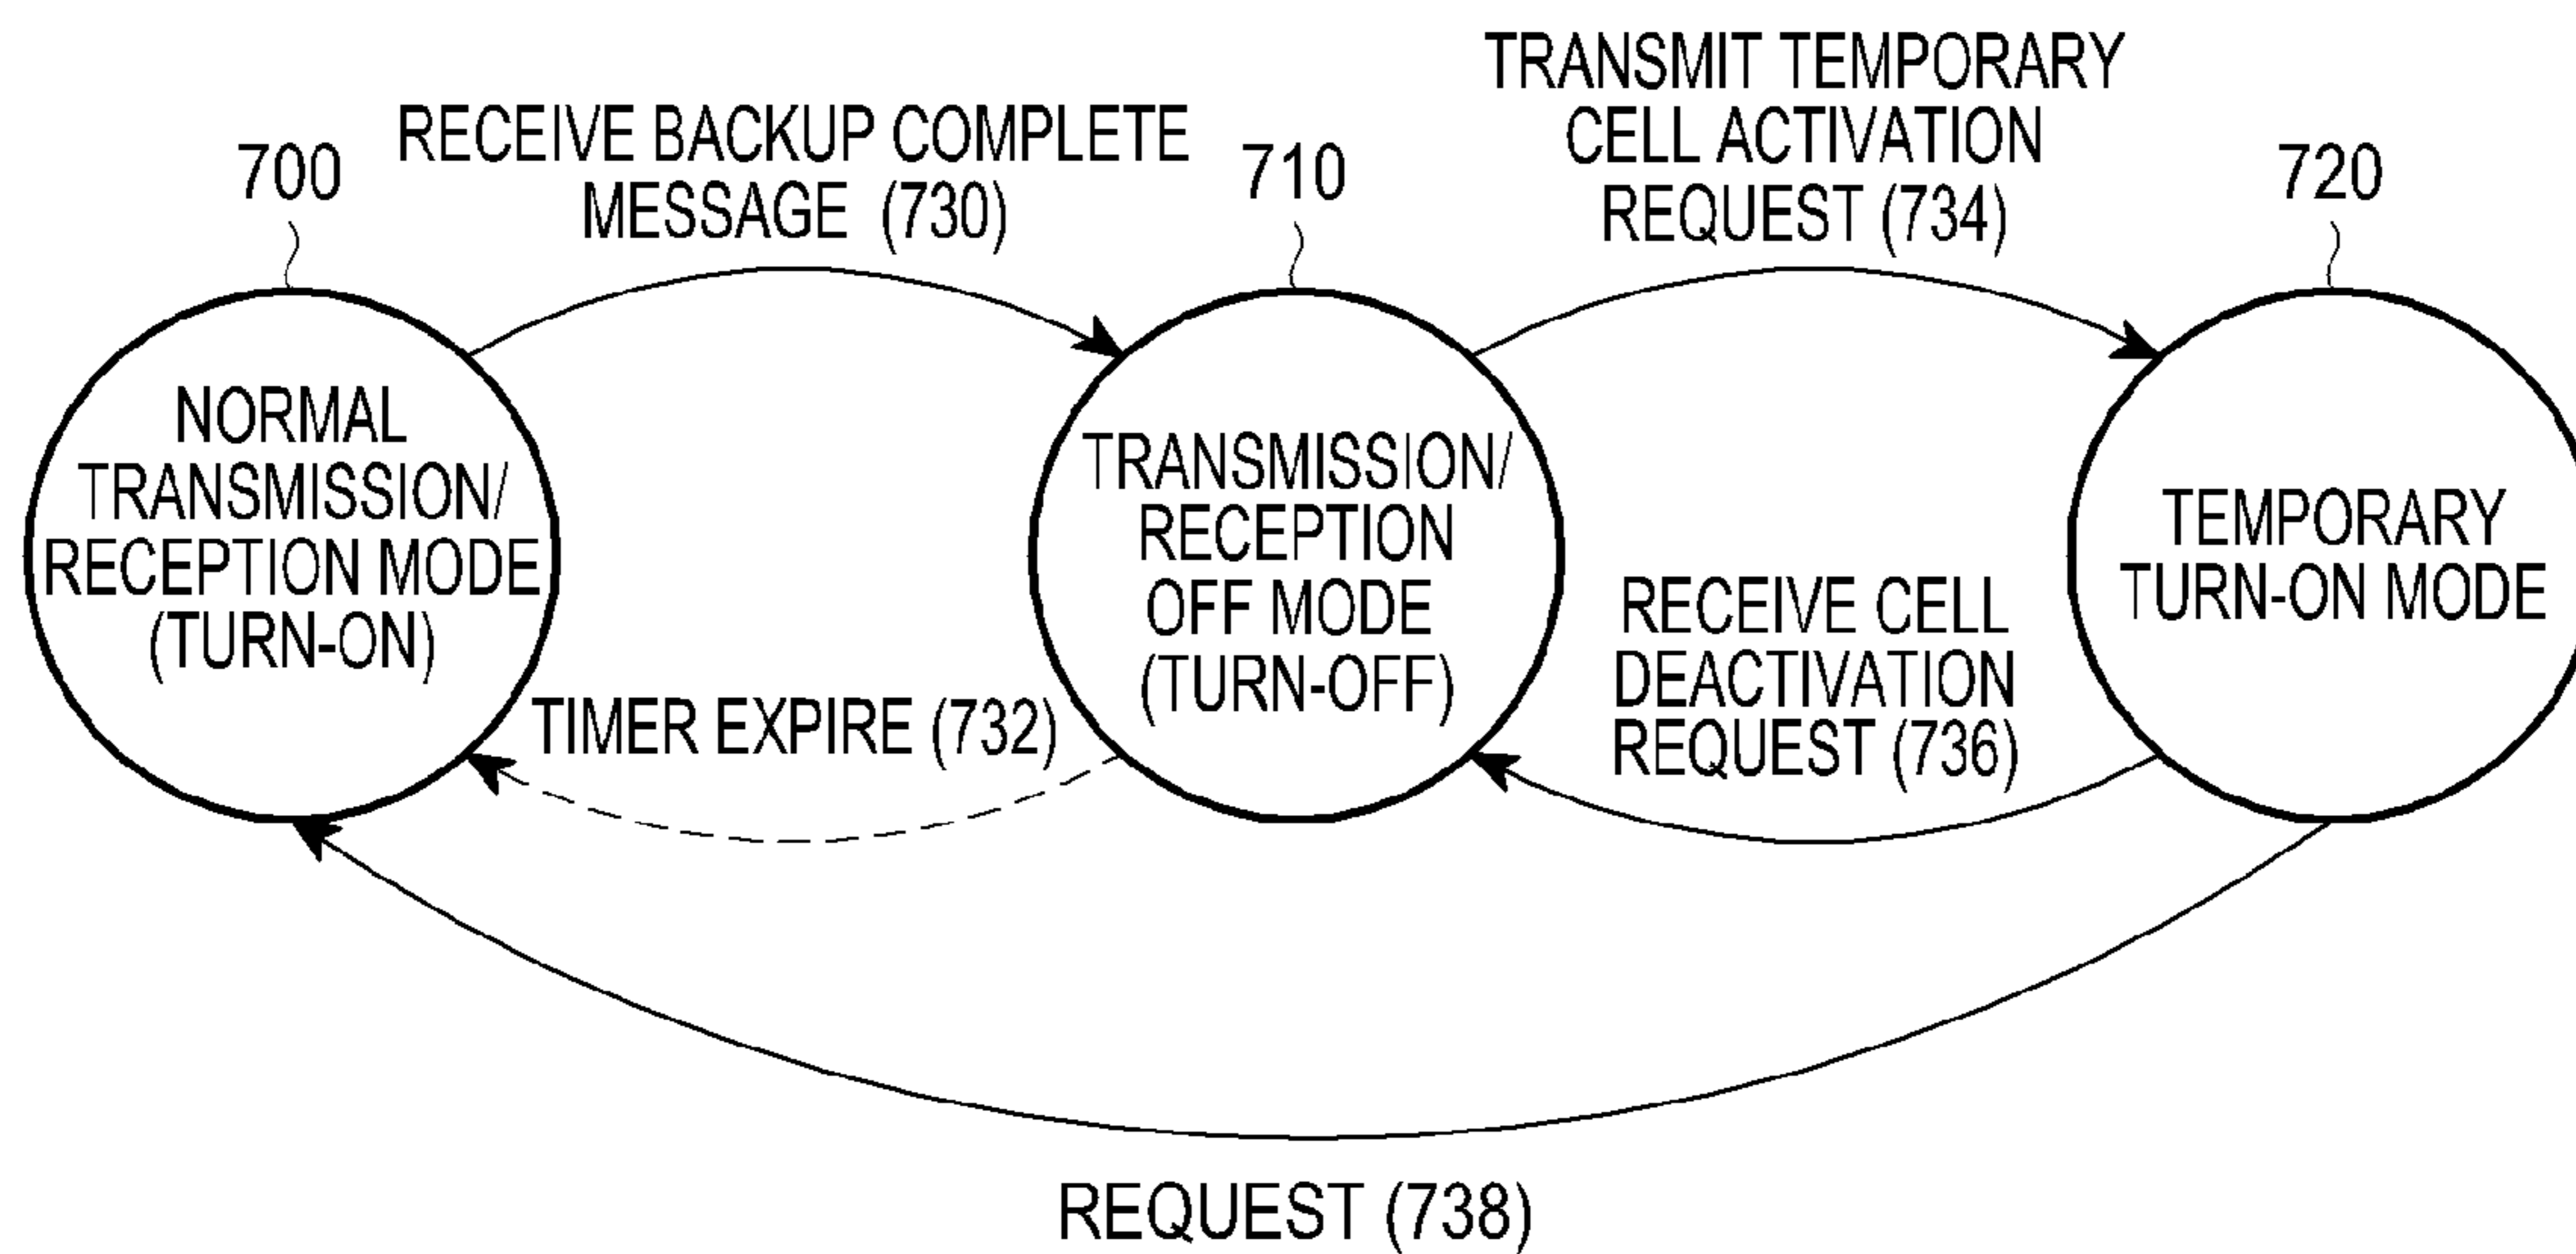 TRANSMIT TEMPORARY
CELL ACTIVATION
REQUEST (734)
RECEIVE BACKUP COMPLETE
MESSAGE (730)
700
710
720
NORMAL
TRANSMISSION/
RECEPTION MODE
(TURN-ON)
TRANSMISSION/
RECEPTION
OFF MODE
(TURN-OFF)
TEMPORARY
TURN-ON MODE
RECEIVE CELL
DEACTIVATION
REQUEST (736)
TIMER EXPIRE (732)
REQUEST (738)